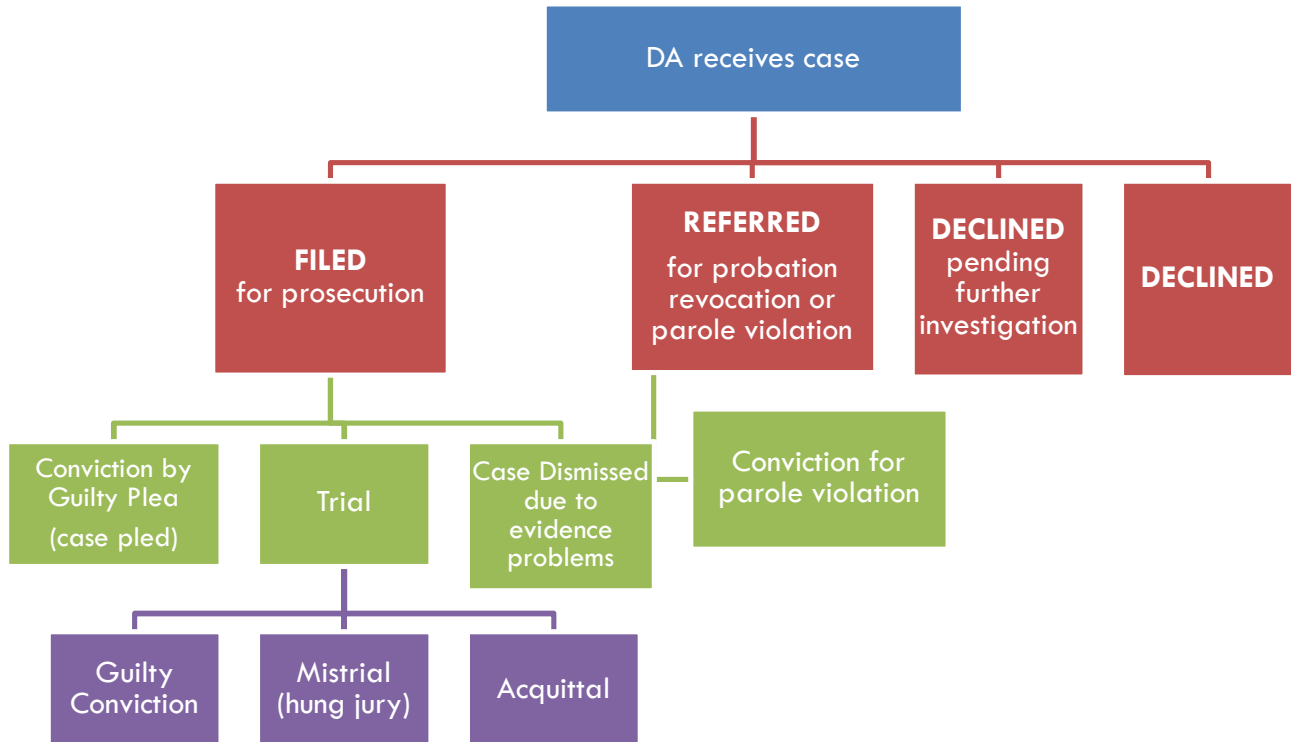 DA receives case
FILED
for prosecution
REFERRED
for probation
revocation or
parole violation
DECLINED
pending
further
investigation
DECLINED
Conviction by
Guilty Plea
(case pled)
Trial
Case Dismissed
due to
evidence
problems
Conviction for
parole violation
Guilty
Conviction
Mistrial
(hung jury)
Acquittal